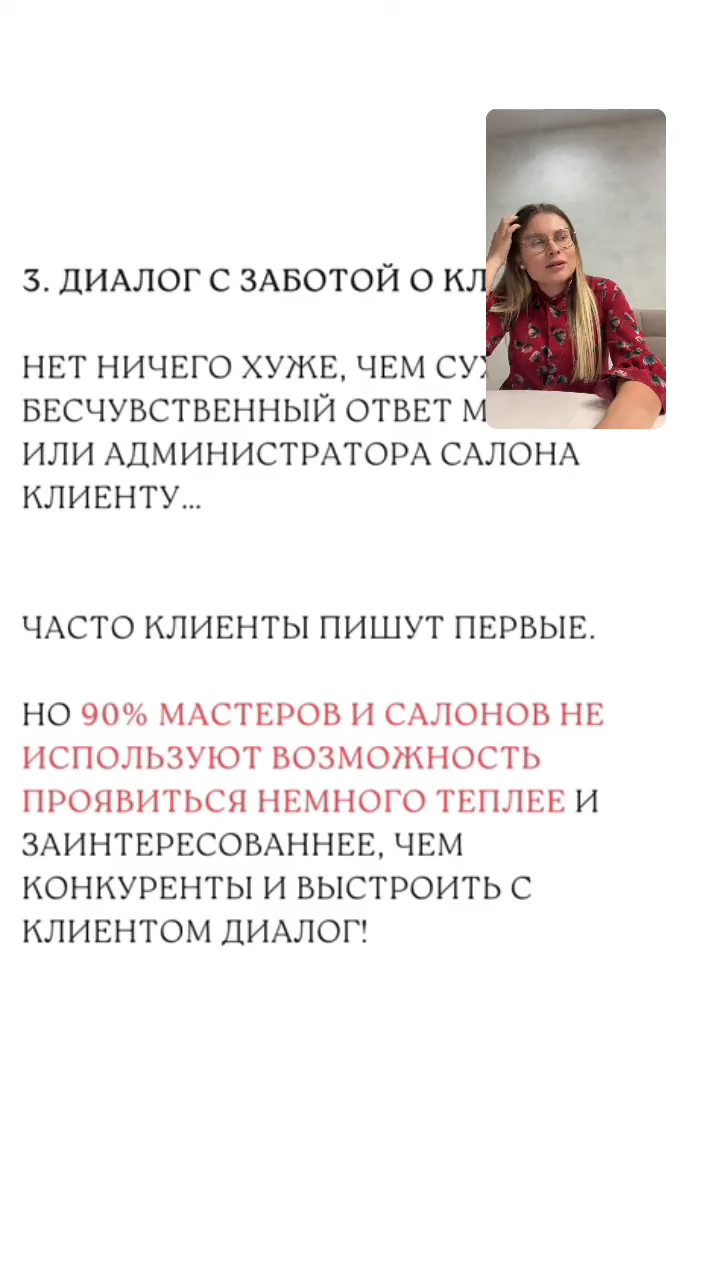 3. ДИАЛОГ С ЗАБОТОЙ О
НЕТ НИЧЕГО ХУЖЕ, ЧЕМ
БЕСЧУВСТВЕННЫЙ ОТВЕТ
ИЛИ АДМИНИСТРАТОРА САЛОНА
КЛИЕНТУ...
ЧАСТО КЛИЕНТЫ ПИШУТ ПЕРВЫЕ.
НО 90% МАСТЕРОВ И САЛОНОВ НЕ
ИСПОЛЬЗУЮТ ВОЗМОЖНОСТЬ
ПРОЯВИТЬСЯ НЕМНОГО ТЕПЛЕЕ И
ЗАИНТЕРЕСОВАННЕЕ, ЧЕМ
КОНКУРЕНТЫ И ВЫСТРОИТЬ С
КЛИЕНТОМ ДИАЛОГ!